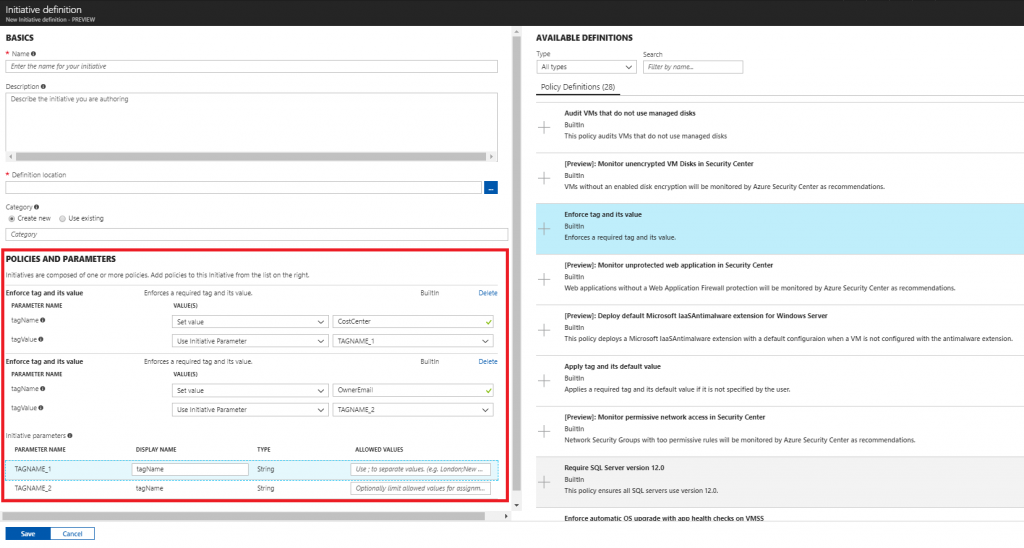 Initiative definition
New Initiative definition - PREVIEW
BASICS
* Name
Enter the name for your initiative
Description
Describe the initiative you are authoring
* Definition location
...
Category
Create new Use existing
Category
POLICIES AND PARAMETERS
Initiatives are composed of one or more policies. Add policies to this initiative from the list on the right.
Enforce tag and its value Enforces a required tag and its value. BuiltIn Delete
PARAMETER NAME VALUE(S)
tagName Set value CostCenter
tagValue Use Initiative Parameter TAGNAME_1
Enforce tag and its value Enforces a required tag and its value. BuiltIn Delete
PARAMETER NAME VALUE(S)
tagName Set value OwnerEmail
tagValue Use Initiative Parameter TAGNAME_2
Initiative parameters
PARAMETER NAME DISPLAY NAME TYPE ALLOWED VALUES
TAGNAME_1 tagName String Use ; to separate values. (e.g. London;New ...
TAGNAME_2 tagName String Optionally limit allowed values for assignm...
Save Cancel
AVAILABLE DEFINITIONS
Type Search
All types Filter by name...
Policy Definitions (28)
Audit VMs that do not use managed disks
BuiltIn
This policy audits VMs that do not use managed disks
[Preview]: Monitor unencrypted VM Disks in Security Center
BuiltIn
VMs without an enabled disk encryption will be monitored by Azure Security Center as recommendations.
Enforce tag and its value
BuiltIn
Enforces a required tag and its value.
[Preview]: Monitor unprotected web application in Security Center
BuiltIn
Web applications without a Web Application Firewall protection will be monitored by Azure Security Center as recommendations.
[Preview]: Deploy default Microsoft IaaSAntimalware extension for Windows Server
BuiltIn
This policy deploys a Microsoft IaaSAntimalware extension with a default configuraion when a VM is not configured with the antimalware extension.
Apply tag and its default value
BuiltIn
Applies a required tag and its default value if it is not specified by the user.
[Preview]: Monitor permissive network access in Security Center
BuiltIn
Network Security Groups with too permissive rules will be monitored by Azure Security Center as recommendations.
Require SQL Server version 12.0
BuiltIn
This policy ensures all SQL servers use version 12.0.
Enforce automatic OS upgrade with app health checks on VMSS